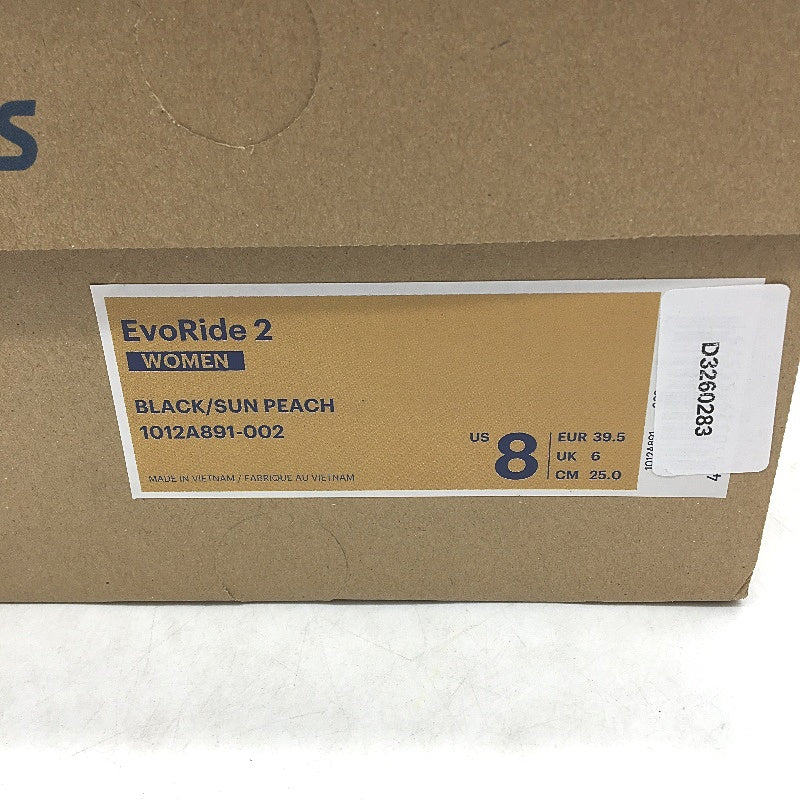 S
EvoRide 2
WOMEN
BLACK/SUN PEACH
1012A891-002
MADE IN VIETNAM / FABRIQUE AU VIETNAM
US 8
EUR 39.5
UK 6
CM 25.0
1012A891
D3260283